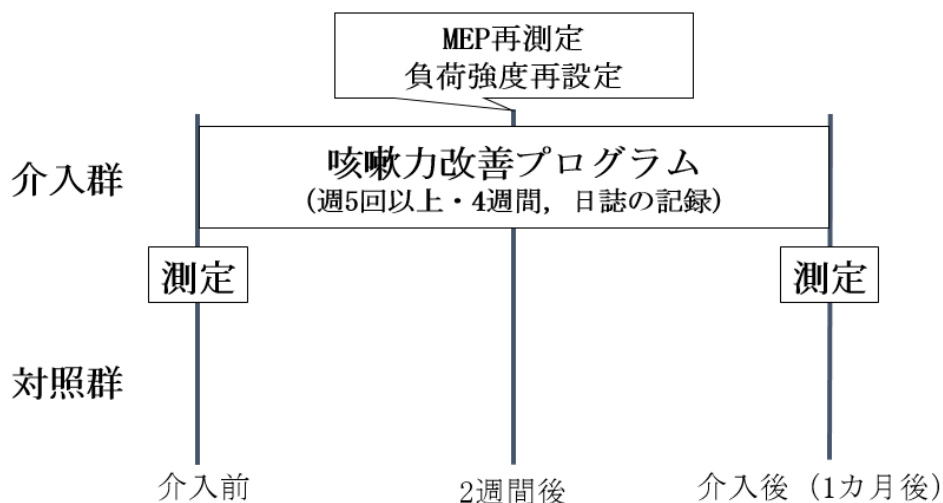 MEP再測定
負荷強度再設定
介入群
咳嗽力改善プログラム
(週5回以上・4週間，日誌の記録)
測定
測定
対照群
介入前
2週間後
介入後（1カ月後）